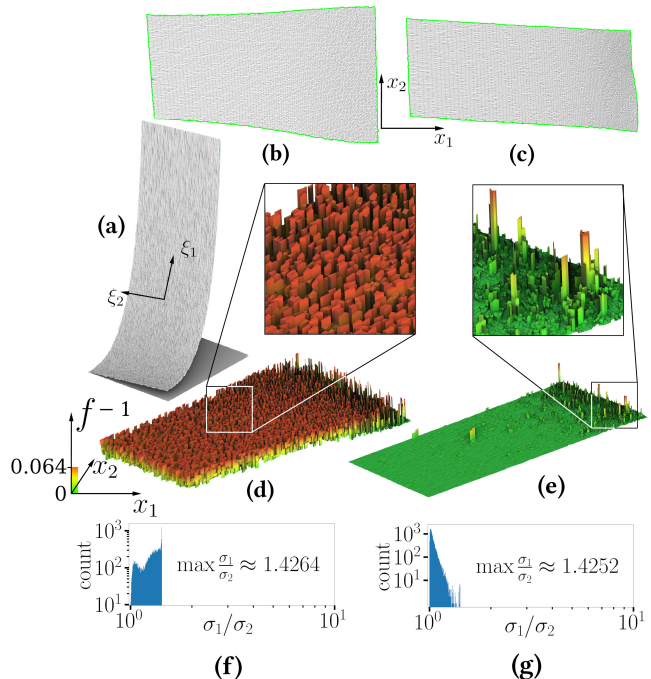 x₂
x₁
(b)
(c)
(a)
ξ₁
ξ₂
f − 1
0.064
0
x₂
x₁
(d)
(e)
count
10³
10²
10¹
max σ₁/σ₂ ≈ 1.4264
10⁰
10¹
σ₁/σ₂
(f)
count
10³
10²
10¹
max σ₁/σ₂ ≈ 1.4252
10⁰
10¹
σ₁/σ₂
(g)